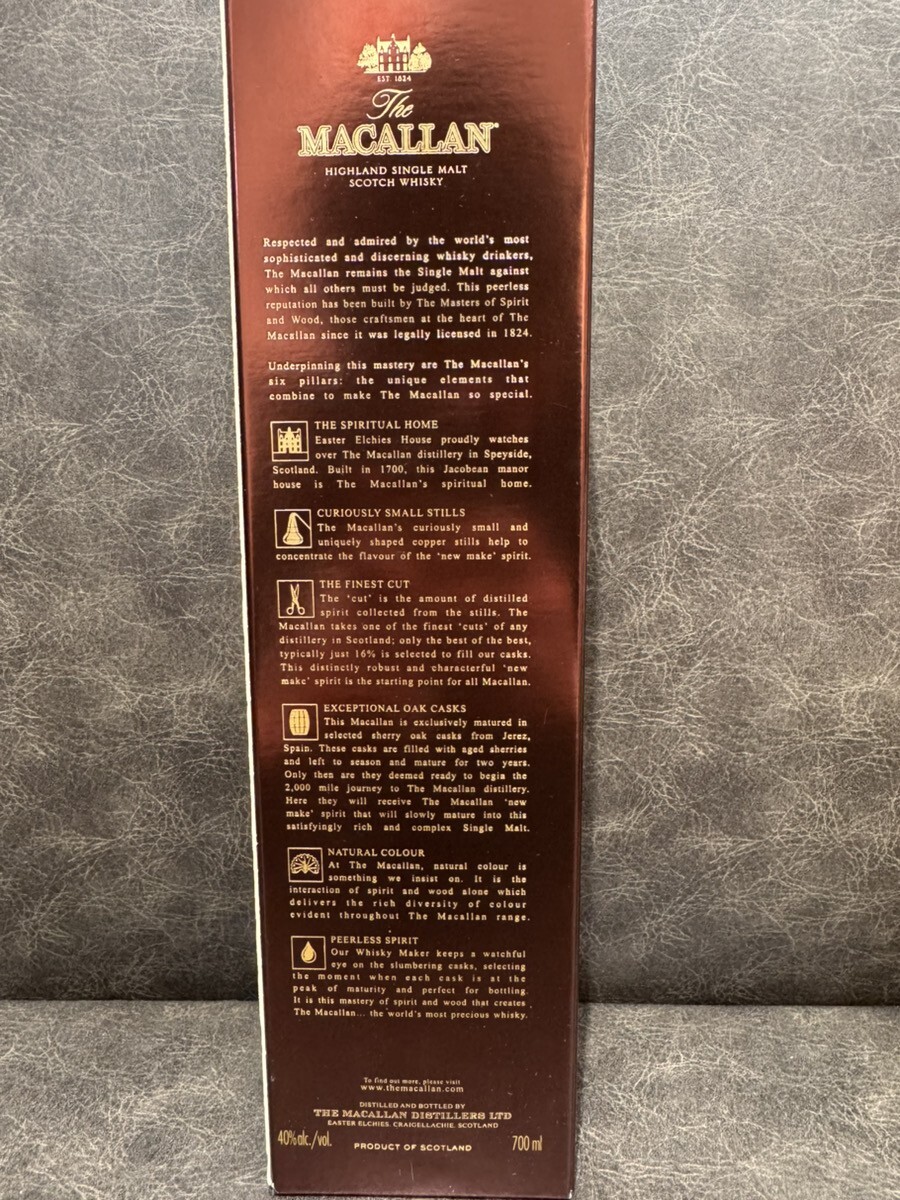 EST. 1824
The
MACALLAN®
HIGHLAND SINGLE MALT
SCOTCH WHISKY
Respected and admired by the world's most
sophisticated and discerning whisky drinkers,
The Macallan remains the Single Malt against
which all others must be judged. This peerless
reputation has been built by The Masters of Spirit
and Wood, those craftsmen at the heart of The
Macallan since it was legally licensed in 1824.
Underpinning this mastery are The Macallan's
six pillars: the unique elements that
combine to make The Macallan so special.
THE SPIRITUAL HOME
Easter Elchies House proudly watches
over The Macallan distillery in Speyside,
Scotland. Built in 1700, this Jacobean manor
house is The Macallan's spiritual home.
CURIOUSLY SMALL STILLS
The Macallan's curiously small and
uniquely shaped copper stills help to
concentrate the flavour of the 'new make' spirit.
THE FINEST CUT
The 'cut' is the amount of distilled
spirit collected from the stills. The
Macallan takes one of the finest 'cuts' of any
distillery in Scotland; only the best of the best,
typically just 16% is selected to fill our casks.
This distinctly robust and characterful 'new
make' spirit is the starting point for all Macallan.
EXCEPTIONAL OAK CASKS
This Macallan is exclusively matured in
selected sherry oak casks from Jerez,
Spain. These casks are filled with aged sherries
and left to season and mature for two years.
Only then are they deemed ready to begin the
2,000 mile journey to The Macallan distillery.
Here they will receive The Macallan 'new
make' spirit that will slowly mature into this
satisfyingly rich and complex Single Malt.
NATURAL COLOUR
At The Macallan, natural colour is
something we insist on. It is the
interaction of spirit and wood alone which
delivers the rich diversity of colour
evident throughout The Macallan range.
PEERLESS SPIRIT
Our Whisky Maker keeps a watchful
eye on the slumbering casks, selecting
the moment when each cask is at the
peak of maturity and perfect for bottling.
It is this mastery of spirit and wood that creates
The Macallan... the world's most precious whisky.
To find out more, please visit
www.themacallan.com
DISTILLED AND BOTTLED BY
THE MACALLAN DISTILLERS LTD
EASTER ELCHIES, CRAIGELLACHIE, SCOTLAND
40%alc./vol. PRODUCT OF SCOTLAND 700 ml